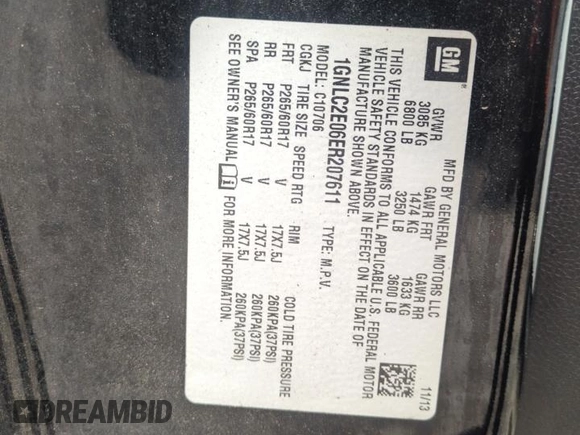 GM
MFD BY GENERAL MOTORS LLC 11/13
GVWR GAWR FRT GAWR RR
3085 KG 1474 KG 1633 KG
6800 LB 3250 LB 3600 LB
THIS VEHICLE CONFORMS TO ALL APPLICABLE U.S. FEDERAL MOTOR
VEHICLE SAFETY STANDARDS IN EFFECT ON THE DATE OF
MANUFACTURE SHOWN ABOVE.
1GNLC2E06ER207611 TYPE: M.P.V.
MODEL: C10706
CGKJ TIRE SIZE SPEED RTG RIM COLD TIRE PRESSURE
FRT P265/60R17 V 17X7.5J 260KPA(37PSI)
RR P265/60R17 V 17X7.5J 260KPA(37PSI)
SPA P265/60R17 V 17X7.5J 260KPA(37PSI)
SEE OWNER'S MANUAL FOR MORE INFORMATION.
DREAMBID